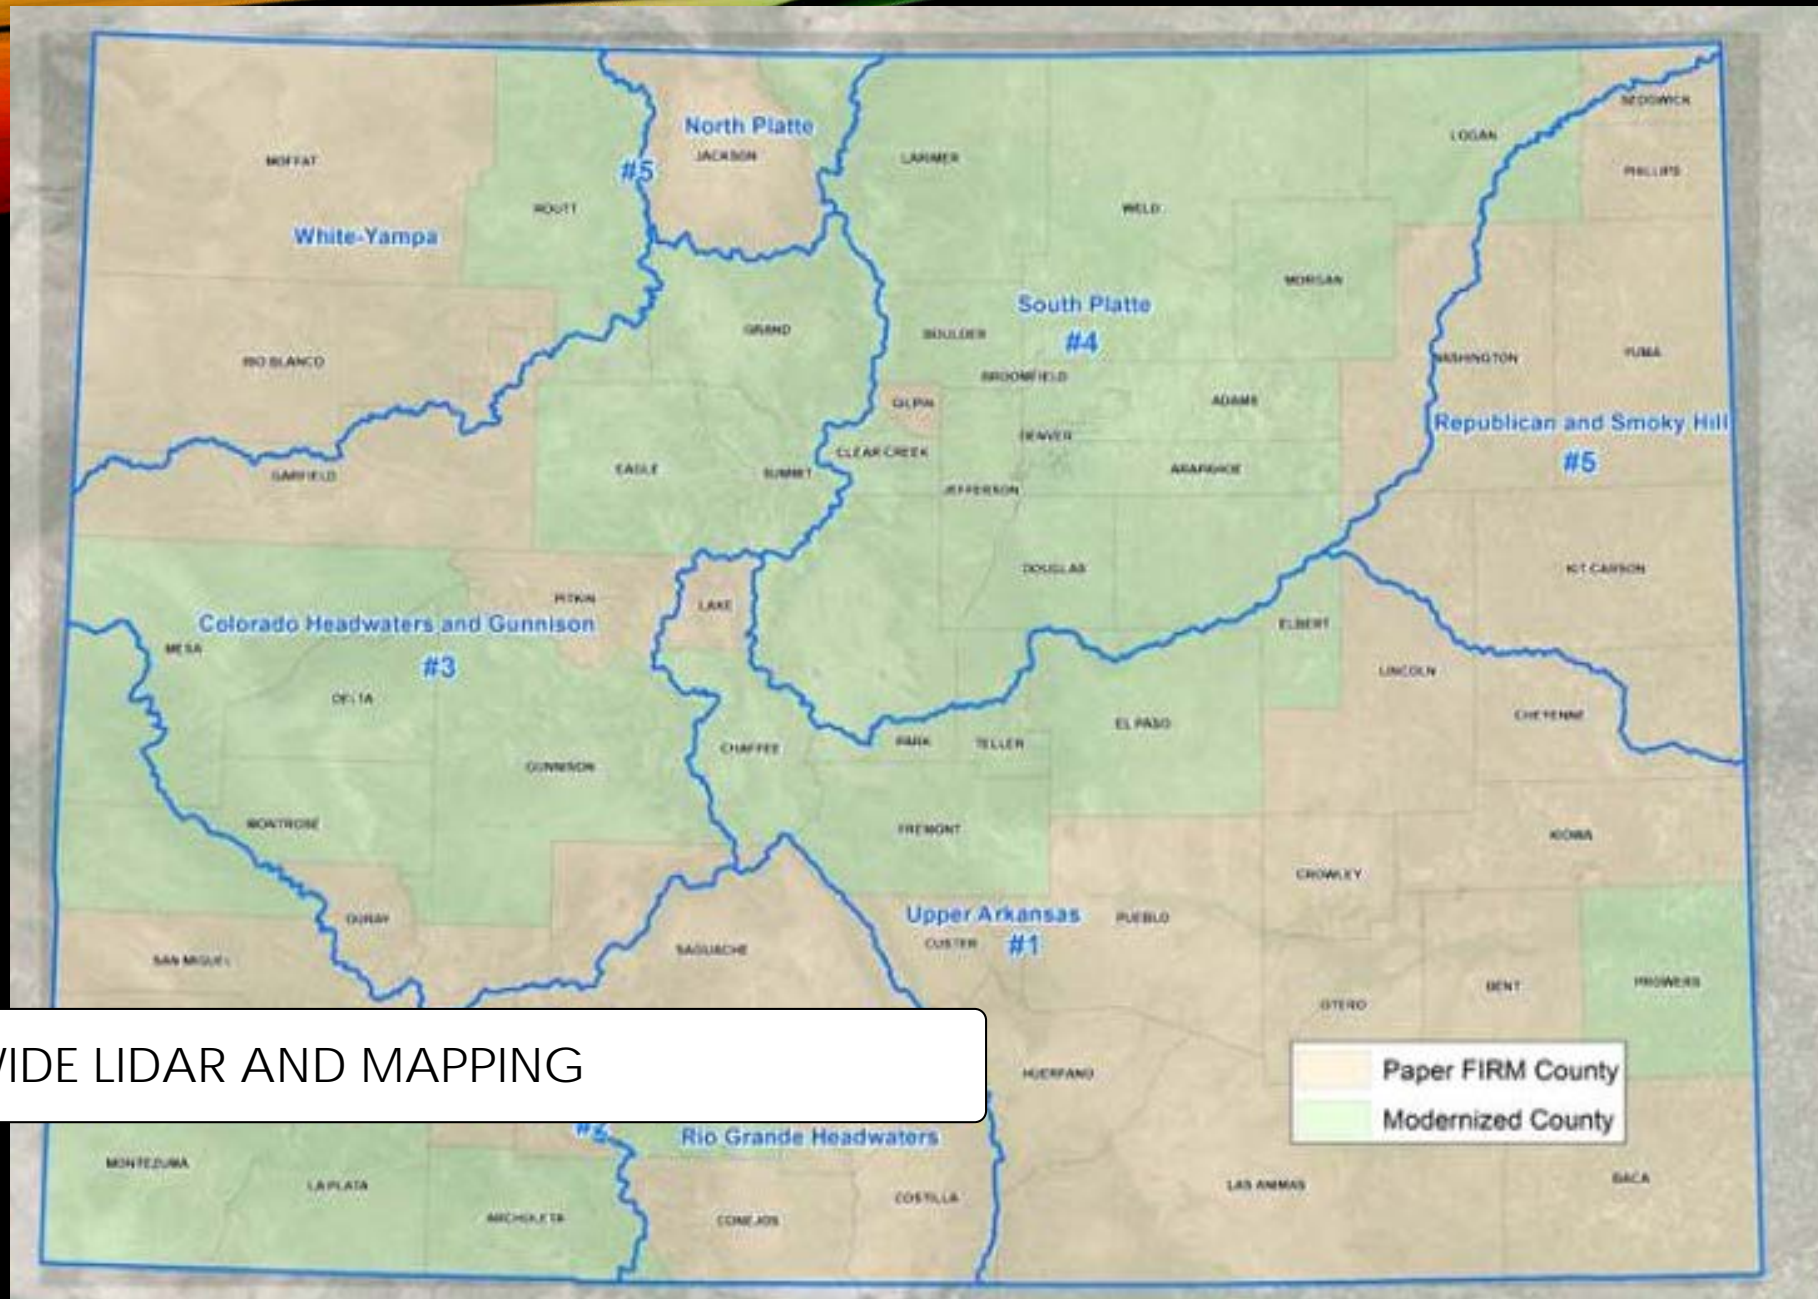 SEDGWICK
North Platte
LOGAN
MOFFAT
JACKSON
LARIMER
#5
PHILLIPS
ROUTT
WELD
White-Yampa
MORGAN
South Platte
GRAND
BOULDER
#4
RIO BLANCO
WASHINGTON
YUMA
BROOMFIELD
GILPIN
ADAMS
Republican and Smoky Hill
DENVER
CLEAR CREEK
#5
GARFIELD
EAGLE
SUMMIT
ARAPAHOE
JEFFERSON
DOUGLAS
KIT CARSON
PITKIN
LAKE
Colorado Headwaters and Gunnison
ELBERT
MESA
#3
LINCOLN
DELTA
CHEYENNE
EL PASO
CHAFFEE
PARK
TELLER
GUNNISON
MONTROSE
FREMONT
KIOWA
CROWLEY
OURAY
Upper Arkansas
PUEBLO
CUSTER
#1
SAGUACHE
SAN MIGUEL
BENT
PROWERS
OTERO
WIDE LIDAR AND MAPPING
HUERFANO
Paper FIRM County
Modernized County
Rio Grande Headwaters
MONTEZUMA
LA PLATA
LAS ANIMAS
BACA
COSTILLA
ARCHULETA
CONEJOS